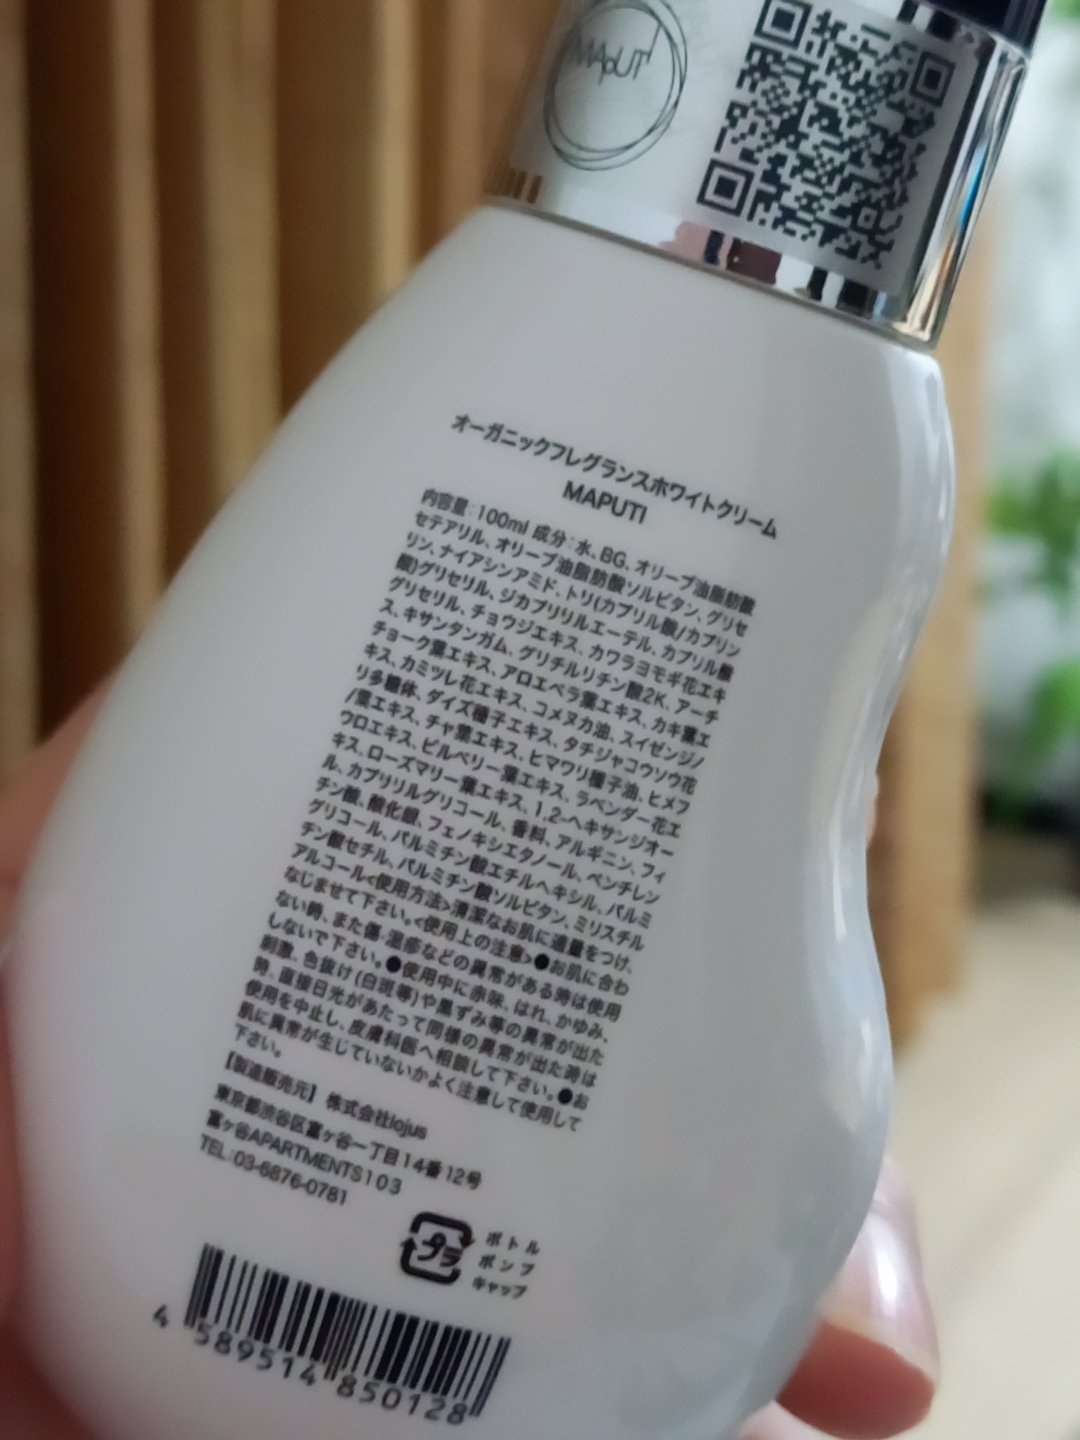 MAPUTI
オーガニックフレグランスホワイトクリーム
MAPUTI
内容量：100ml 成分：水、BG、オリーブ油脂肪酸
セテアリル、オリーブ油脂肪酸ソルビタン、グリセ
リン、ナイアシンアミド、トリ(カプリル酸/カプリン
酸)グリセリル、ジカプリリルエーテル、カプリル酸
グリセリル、チョウジエキス、カワラヨモギ花エキ
ス、キサンタンガム、グリチルリチン酸2K、アーチ
チョーク葉エキス、アロエベラ葉エキス、カキ葉エ
キス、カミツレ花エキス、コメヌカ油、スイゼンジノ
リ多糖体、ダイズ種子エキス、タチジャコウソウ花
/葉エキス、チャ葉エキス、ヒマワリ種子油、ヒメフ
ウロエキス、ビルベリー葉エキス、ラベンダー花エ
キス、ローズマリー葉エキス、1,2-ヘキサンジオー
ル、カプリリルグリコール、香料、アルギニン、フィ
チン酸、酸化銀、フェノキシエタノール、ペンチレン
グリコール、パルミチン酸エチルヘキシル、パルミ
チン酸セチル、パルミチン酸ソルビタン、ミリスチル
アルコール<使用方法>清潔なお肌に適量をつけ、
なじませて下さい。<使用上の注意>●お肌に合わ
ない時、また傷・湿疹などの異常がある時は使用
しないで下さい。●使用中に赤味、はれ、かゆみ、
刺激、色抜け(白斑等)や黒ずみ等の異常が出た
時、直接日光があたって同様の異常が出た時は
使用を中止し、皮膚科医へ相談して下さい。●お
肌に異常が生じていないかよく注意して使用して
下さい。
【製造販売元】 株式会社lojus
東京都渋谷区富ヶ谷一丁目14番12号
富ヶ谷APARTMENTS103
TEL:03-6876-0781
プラ
ボトル
ポンプ
キャップ
4 589514 850128